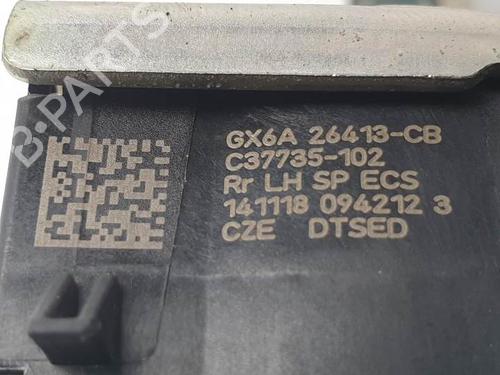 GX6A 26413-CB
C37735-102
Rr LH SP ECS
141118 094212 3
CZE DTSED
B-PARTS